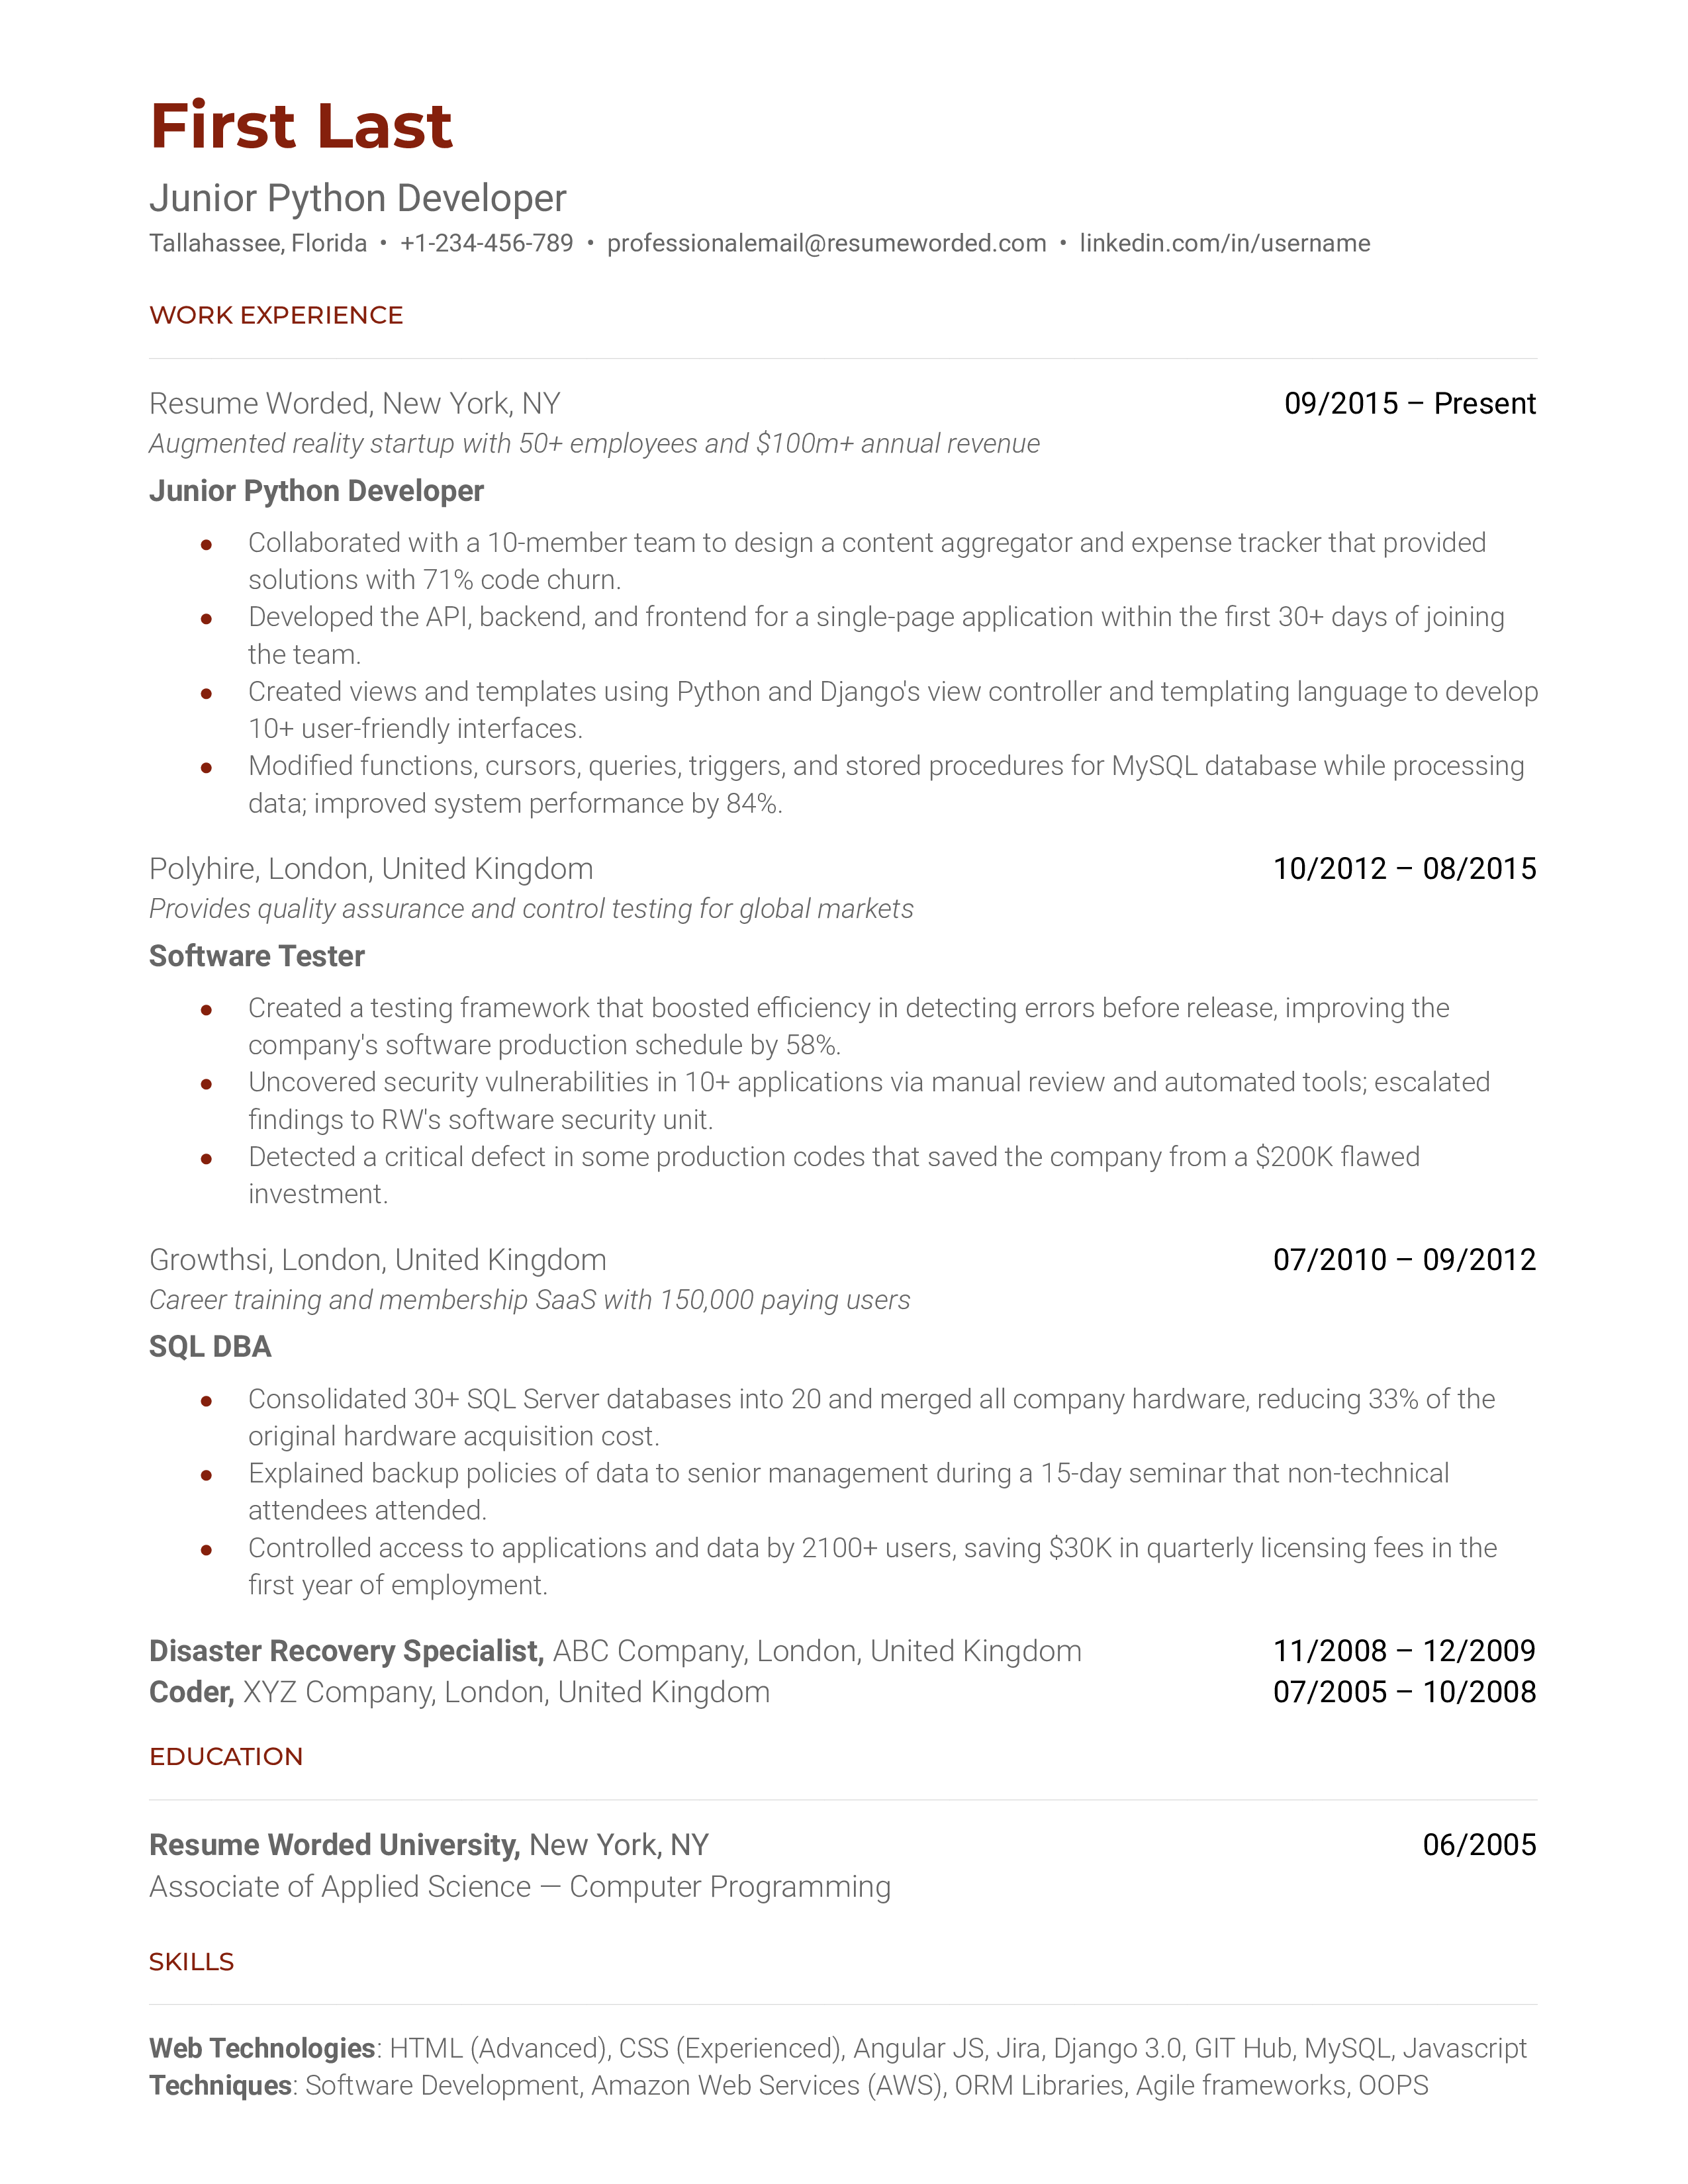 First Last
Junior Python Developer
Tallahassee, Florida • +1-234-456-789 • professionalemail@resumeworded.com • linkedin.com/in/username
WORK EXPERIENCE
Resume Worded, New York, NY 09/2015 – Present
Augmented reality startup with 50+ employees and $100m+ annual revenue
Junior Python Developer
● Collaborated with a 10-member team to design a content aggregator and expense tracker that provided
solutions with 71% code churn.
● Developed the API, backend, and frontend for a single-page application within the first 30+ days of joining
the team.
● Created views and templates using Python and Django's view controller and templating language to develop
10+ user-friendly interfaces.
● Modified functions, cursors, queries, triggers, and stored procedures for MySQL database while processing
data; improved system performance by 84%.
Polyhire, London, United Kingdom 10/2012 – 08/2015
Provides quality assurance and control testing for global markets
Software Tester
● Created a testing framework that boosted efficiency in detecting errors before release, improving the
company's software production schedule by 58%.
● Uncovered security vulnerabilities in 10+ applications via manual review and automated tools; escalated
findings to RW's software security unit.
● Detected a critical defect in some production codes that saved the company from a $200K flawed
investment.
Growthsi, London, United Kingdom 07/2010 – 09/2012
Career training and membership SaaS with 150,000 paying users
SQL DBA
● Consolidated 30+ SQL Server databases into 20 and merged all company hardware, reducing 33% of the
original hardware acquisition cost.
● Explained backup policies of data to senior management during a 15-day seminar that non-technical
attendees attended.
● Controlled access to applications and data by 2100+ users, saving $30K in quarterly licensing fees in the
first year of employment.
Disaster Recovery Specialist, ABC Company, London, United Kingdom 11/2008 – 12/2009
Coder, XYZ Company, London, United Kingdom 07/2005 – 10/2008
EDUCATION
Resume Worded University, New York, NY 06/2005
Associate of Applied Science — Computer Programming
SKILLS
Web Technologies: HTML (Advanced), CSS (Experienced), Angular JS, Jira, Django 3.0, GIT Hub, MySQL, Javascript
Techniques: Software Development, Amazon Web Services (AWS), ORM Libraries, Agile frameworks, OOPS